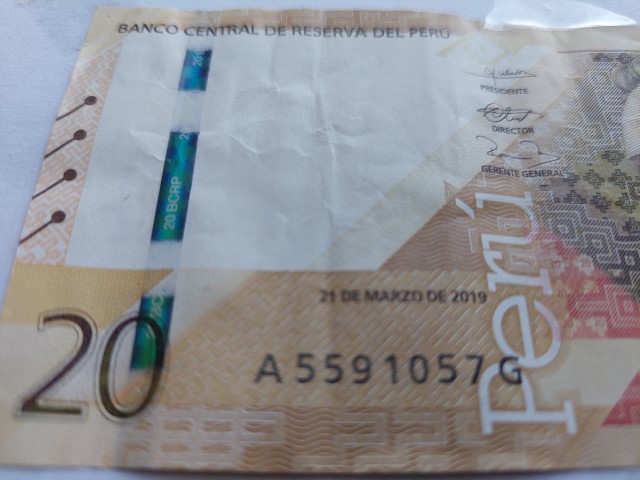 BANCO CENTRAL DE RESERVA DEL PERÚ
20
20 BCRP
A5591057G
21 DE MARZO DE 2019
PRESIDENTE
DIRECTOR
GERENTE GENERAL
Perú